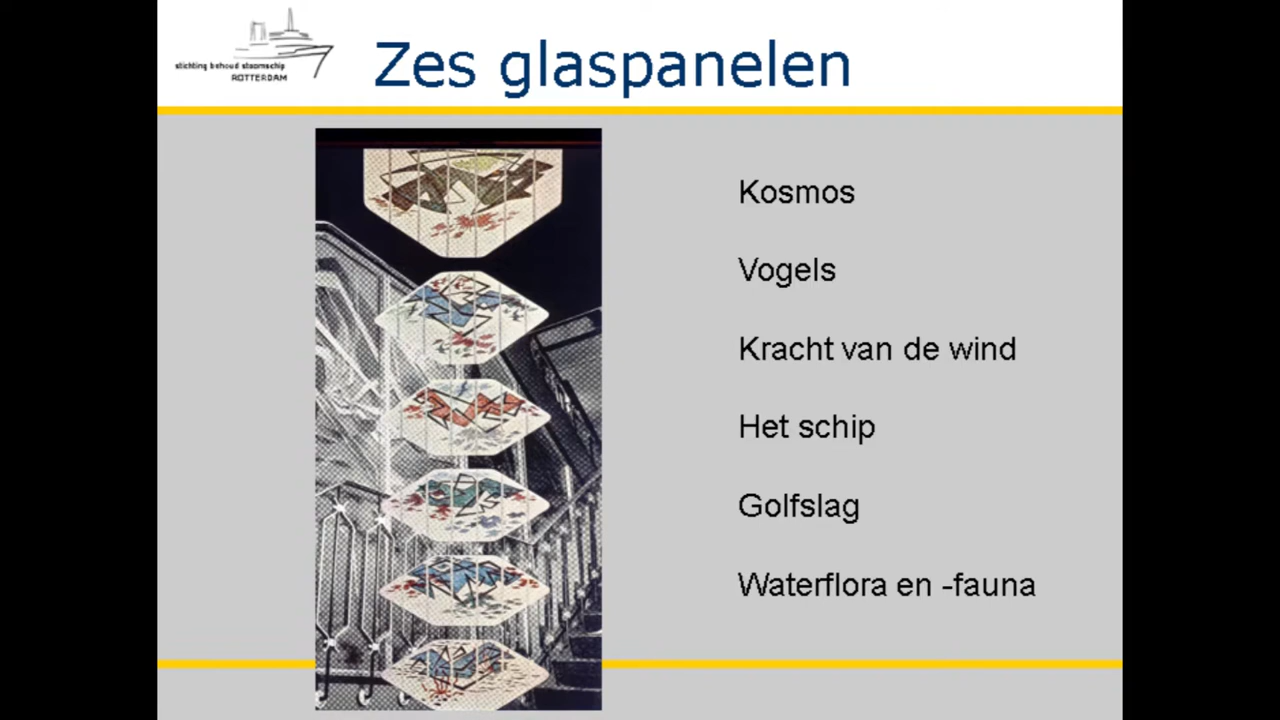 stichting behoud stoomschip
ROTTERDAM
Zes glaspanelen
Kosmos
Vogels
Kracht van de wind
Het schip
Golfslag
Waterflora en -fauna